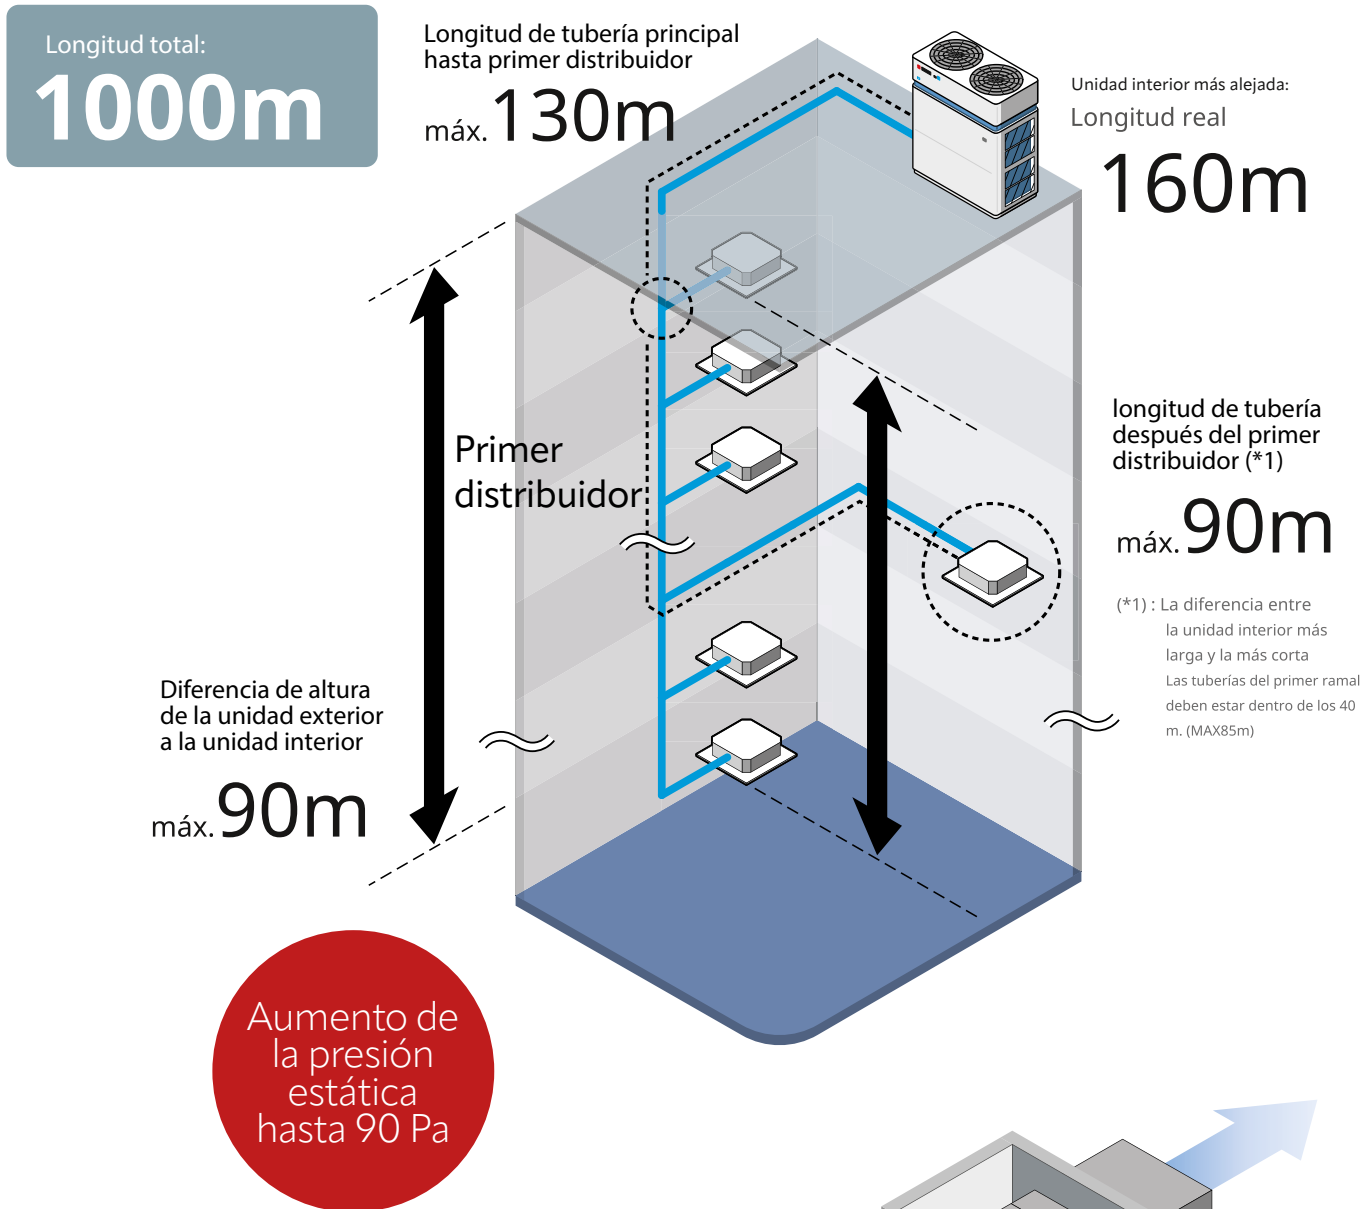 Longitud total:
1000m
Longitud de tubería principal
hasta primer distribuidor
máx. 130m
Unidad interior más alejada:
Longitud real
160m
Primer
distribuidor
longitud de tubería
después del primer
distribuidor (*1)
máx. 90m
(*1) : La diferencia entre
la unidad interior más
larga y la más corta
Las tuberías del primer ramal
deben estar dentro de los 40
m. (MAX85m)
Diferencia de altura
de la unidad exterior
a la unidad interior
máx. 90m
Aumento de
la presión
estática
hasta 90 Pa